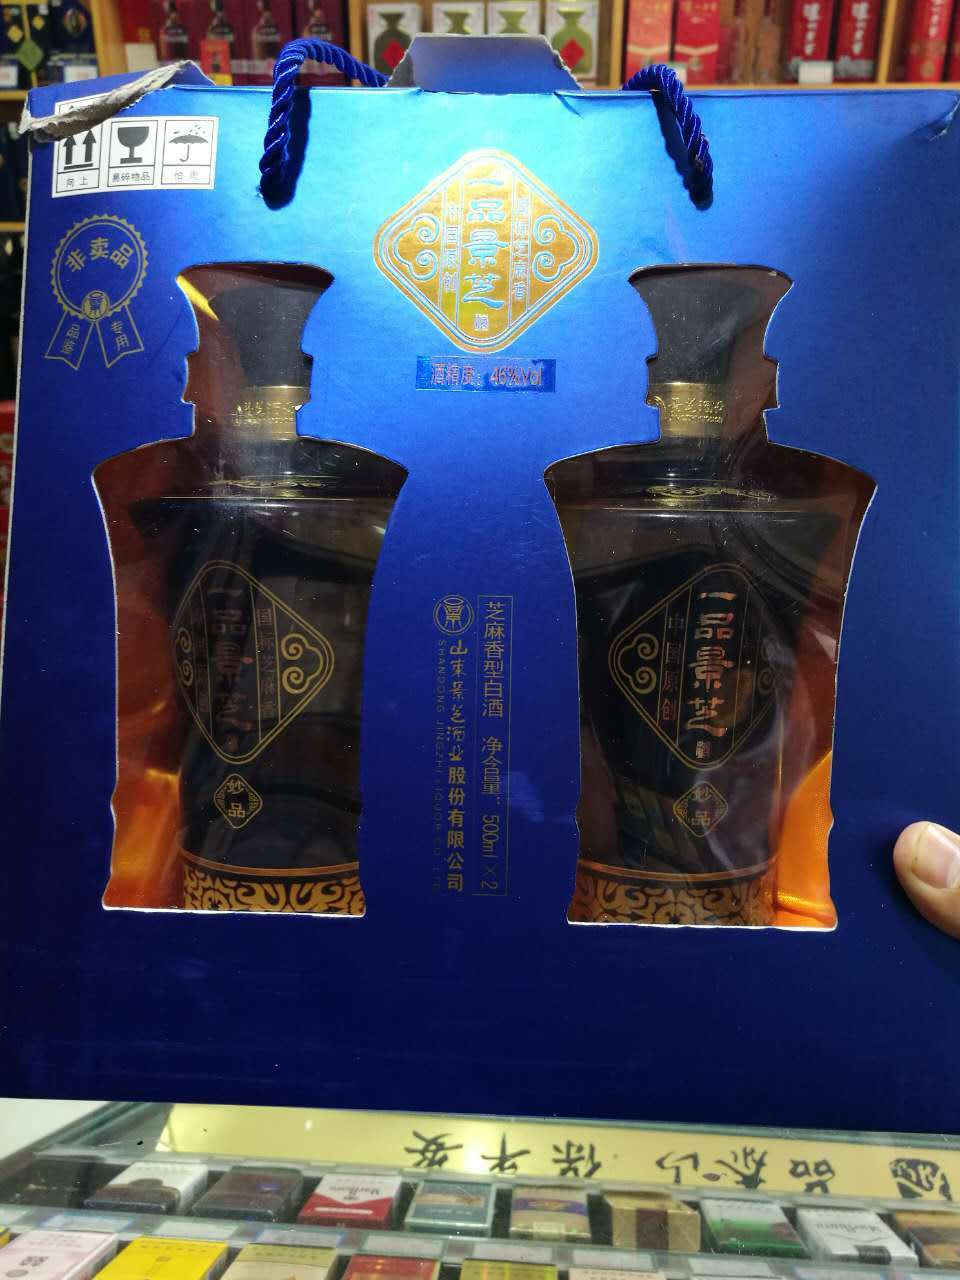 向上
易碎物品
怕雨
非卖品
品鉴
专用
国标芝麻香
一品景芝
中国原创
酒精度：46%Vol
国标芝麻香
一品景芝
妙品
一品景芝
中国原创
妙品
芝麻香型白酒 净含量：500ml×2
山东景芝酒业股份有限公司
SHANDONG JINGZHI LIQUOR CO.,LTD
Marlboro
Marlboro